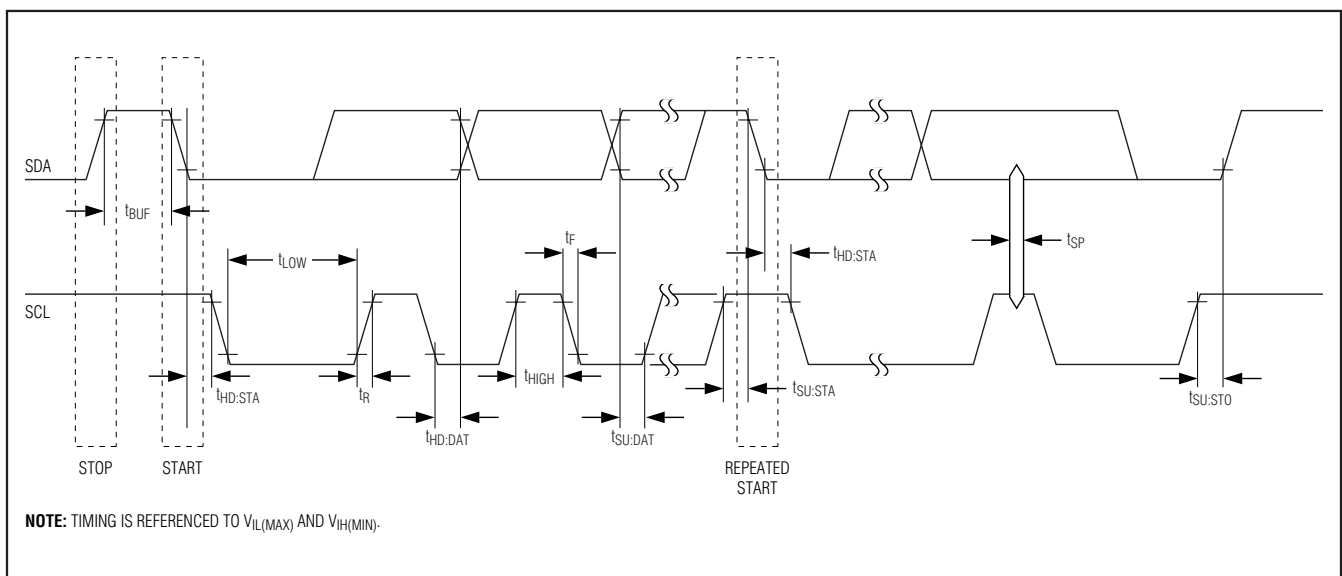 SDA
tBUF
tLOW
tF
tHD:STA
tSP
SCL
tHD:STA
tR
tHIGH
tHD:DAT
tSU:DAT
tSU:STA
tSU:STO
STOP
START
REPEATED
START
NOTE: TIMING IS REFERENCED TO VIL(MAX) AND VIH(MIN).